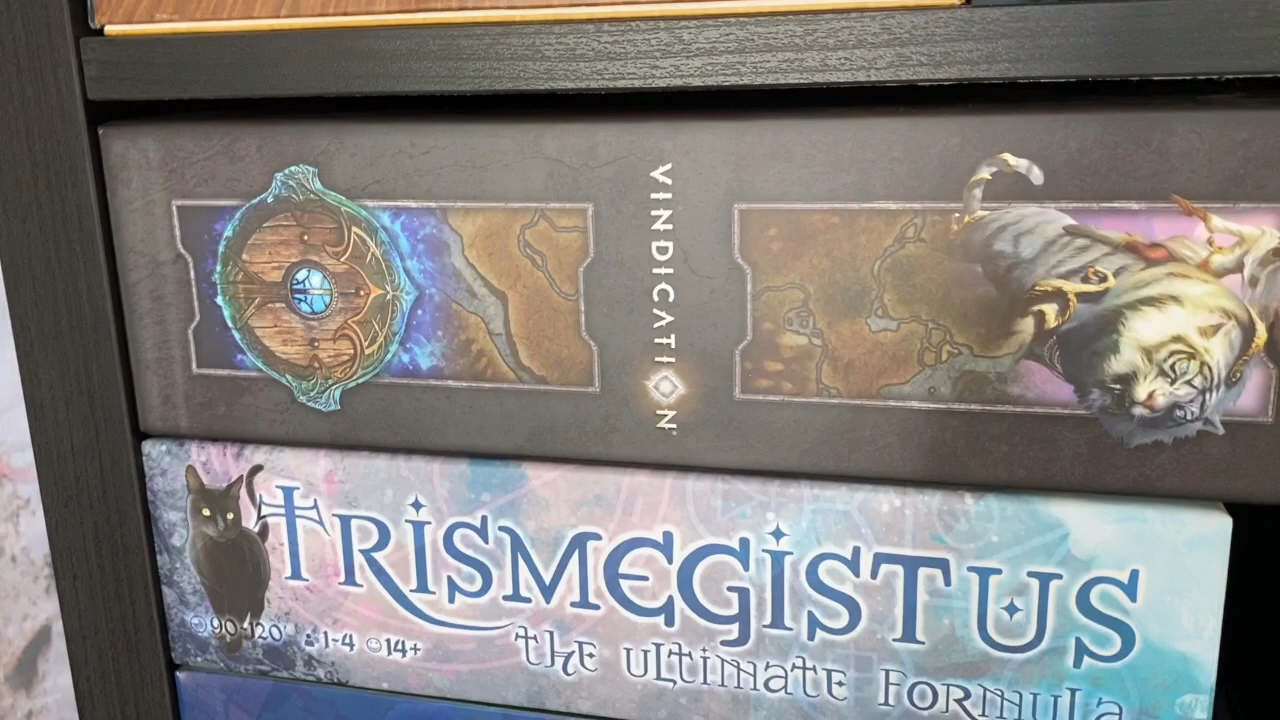 VINDICATION
TRISMEGISTUS
the ULTIMATE FORMULA
90-120' 1-4 14+